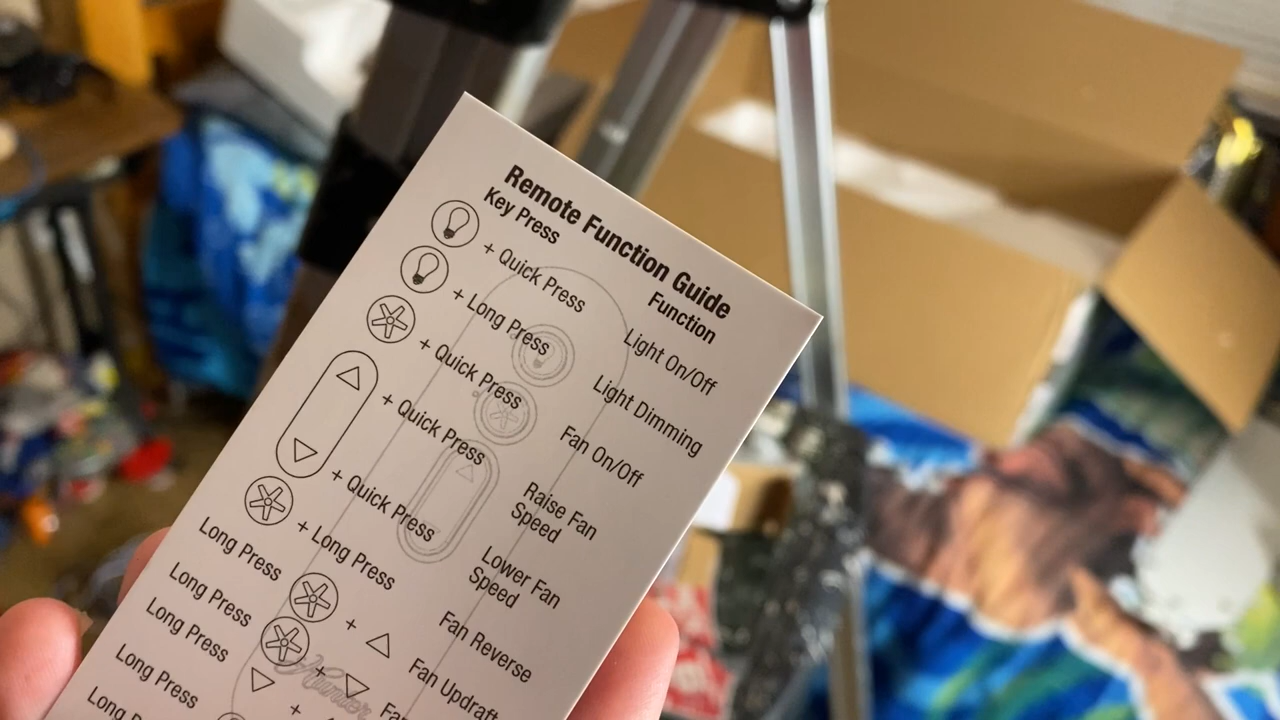 Remote Function Guide
Key Press Function
+ Quick Press Light On/Off
+ Long Press Light Dimming
+ Quick Press Fan On/Off
+ Quick Press Raise Fan
Speed
+ Quick Press Lower Fan
Speed
+ Long Press Fan Reverse
Long Press + Fan Updraft
Long Press +
Long Press +
Long Press
Long
Hunter